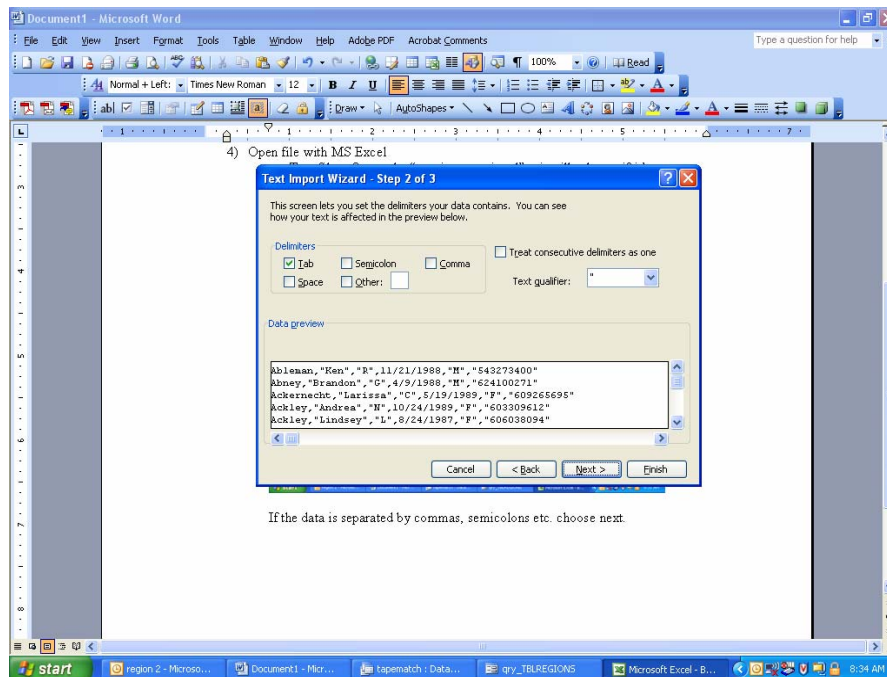 Document1 - Microsoft Word
File Edit View Insert Format Tools Table Window Help Adobe PDF Acrobat Comments Type a question for help
100% Read
Normal + Left: Times New Roman 12 B I U
abl Draw AutoShapes
4) Open file with MS Excel
Text Import Wizard - Step 2 of 3
This screen lets you set the delimiters your data contains. You can see
how your text is affected in the preview below.
Delimiters
Tab Semicolon Comma
Space Other:
Treat consecutive delimiters as one
Text qualifier: "
Data preview
Ableman,"Ken","R",11/21/1988,"M","543273400"
Abney,"Brandon","G",4/9/1988,"M","624100271"
Ackernecht,"Larissa","C",5/19/1989,"F","609265695"
Ackley,"Andrea","N",10/24/1989,"F","603309612"
Ackley,"Lindsey","L",8/24/1987,"F","606038094"
Cancel < Back Next > Finish
If the data is separated by commas, semicolons etc. choose next.
start region 2 - Microso... Document1 - Micr... tapematch : Data... qry_TBLREGIONS Microsoft Excel - B... 8:34 AM